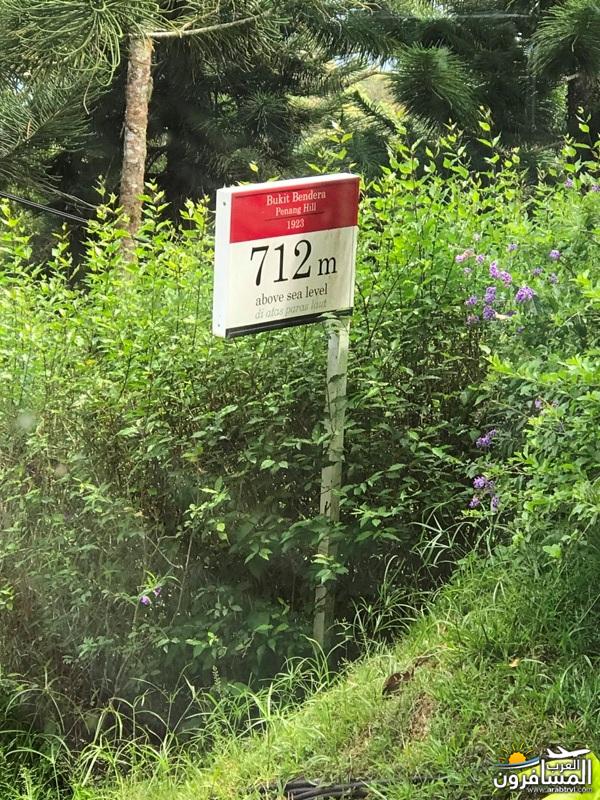 Bukit Bendera
Penang Hill
1923
712 m
above sea level
di atas paras laut
العرب
المسافرون
www.arabtrvl.com